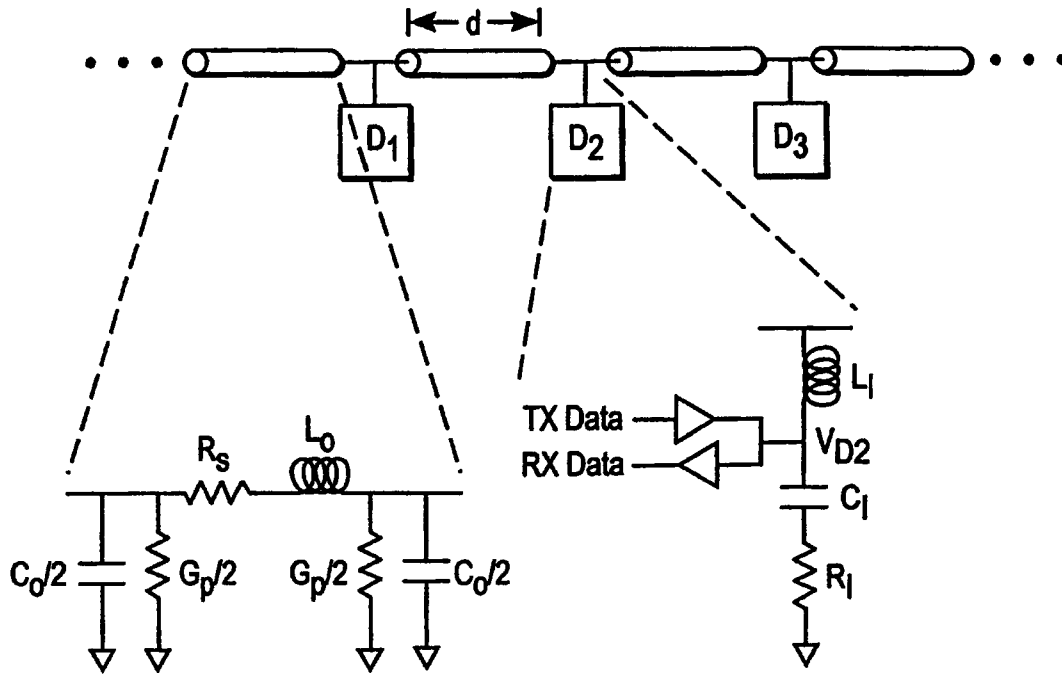 d
D1
D2
D3
LI
TX Data
RX Data
VD2
CI
RI
Rs
Lo
Co/2
Gp/2
Gp/2
Co/2